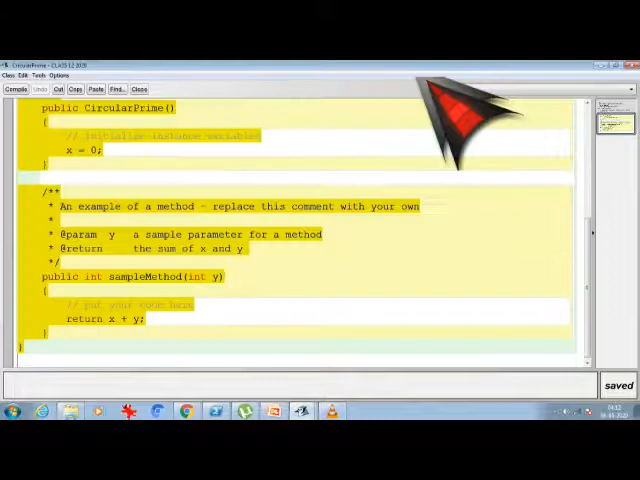 CircularPrime - CLASS 12 2020
Class Edit Tools Options
Compile Undo Cut Copy Paste Find... Close
public CircularPrime()
{
// initialise instance variables
x = 0;
}
/**
* An example of a method - replace this comment with your own
*
* @param y a sample parameter for a method
* @return the sum of x and y
*/
public int sampleMethod(int y)
{
// put your code here
return x + y;
}
}
saved
04:12